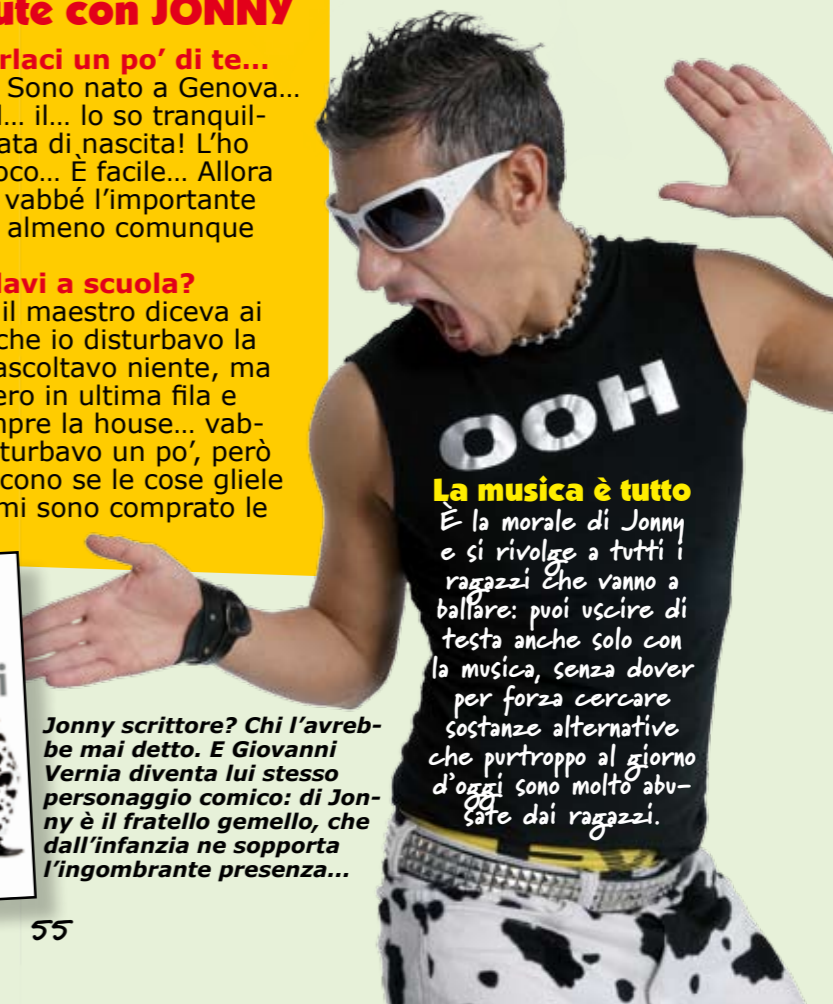 ute con JONNY
rlaci un po' di te...
Sono nato a Genova...
il... lo so tranquil-
ata di nascita! L'ho
oco... È facile... Allora
vabbé l'importante
almeno comunque
lavi a scuola?
il maestro diceva ai
che io disturbavo la
ascoltavo niente, ma
ero in ultima fila e
mpre la house... vab-
turbavo un po', però
cono se le cose gliele
mi sono comprato le
OOH
La musica è tutto
È la morale di Jonny
e si rivolge a tutti i
ragazzi che vanno a
ballare: puoi uscire di
testa anche solo con
la musica, senza dover
per forza cercare
sostanze alternative
che purtroppo al giorno
d'oggi sono molto abu-
sate dai ragazzi.
Jonny scrittore? Chi l'avreb-
be mai detto. E Giovanni
Vernia diventa lui stesso
personaggio comico: di Jon-
ny è il fratello gemello, che
dall'infanzia ne sopporta
l'ingombrante presenza...
55